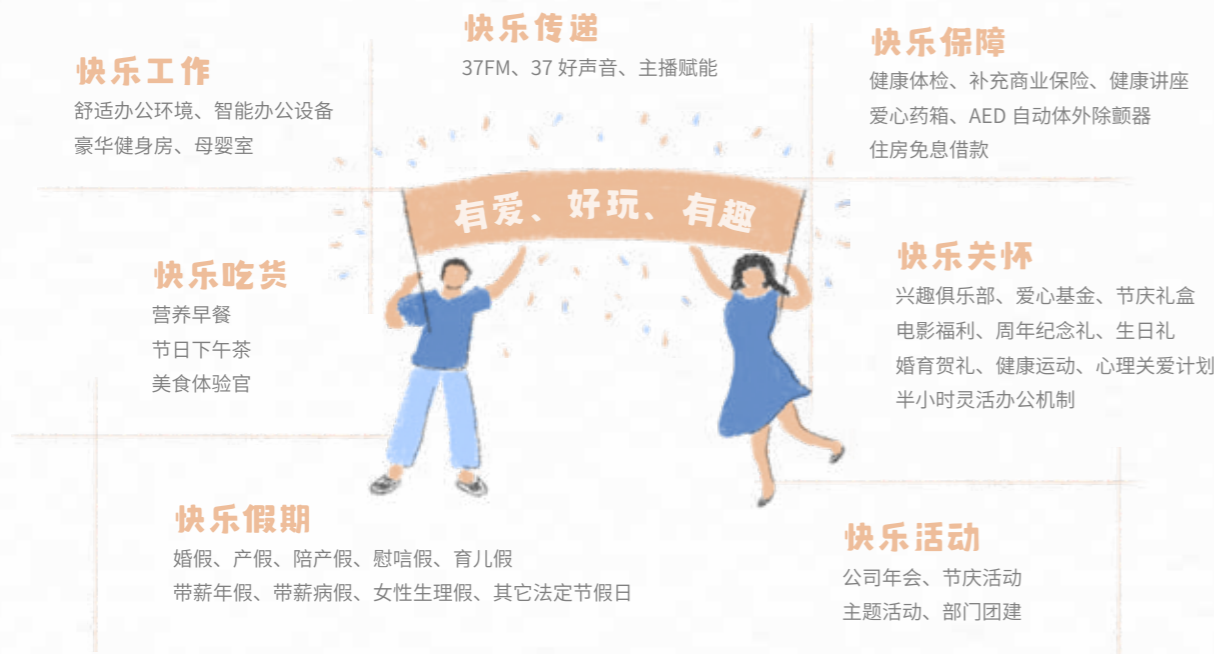 快乐传递
37FM、37 好声音、主播赋能
快乐工作
舒适办公环境、智能办公设备
豪华健身房、母婴室
快乐保障
健康体检、补充商业保险、健康讲座
爱心药箱、AED 自动体外除颤器
住房免息借款
有爱、好玩、有趣
快乐吃货
营养早餐
节日下午茶
美食体验官
快乐关怀
兴趣俱乐部、爱心基金、节庆礼盒
电影福利、周年纪念礼、生日礼
婚育贺礼、健康运动、心理关爱计划
半小时灵活办公机制
快乐假期
婚假、产假、陪产假、慰唁假、育儿假
带薪年假、带薪病假、女性生理假、其它法定节假日
快乐活动
公司年会、节庆活动
主题活动、部门团建